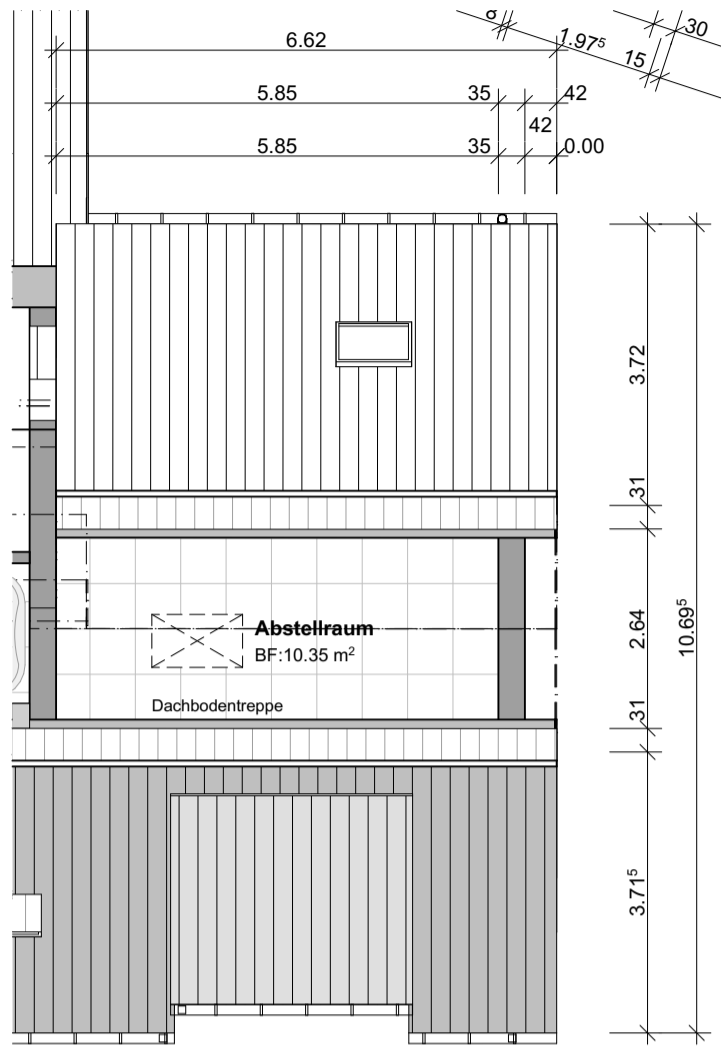 8
1.97⁵
15
30
6.62
5.85 35 42
42
5.85 35 0.00
3.72
31
2.64
10.69⁵
31
3.71⁵
Abstellraum
BF:10.35 m²
Dachbodentreppe